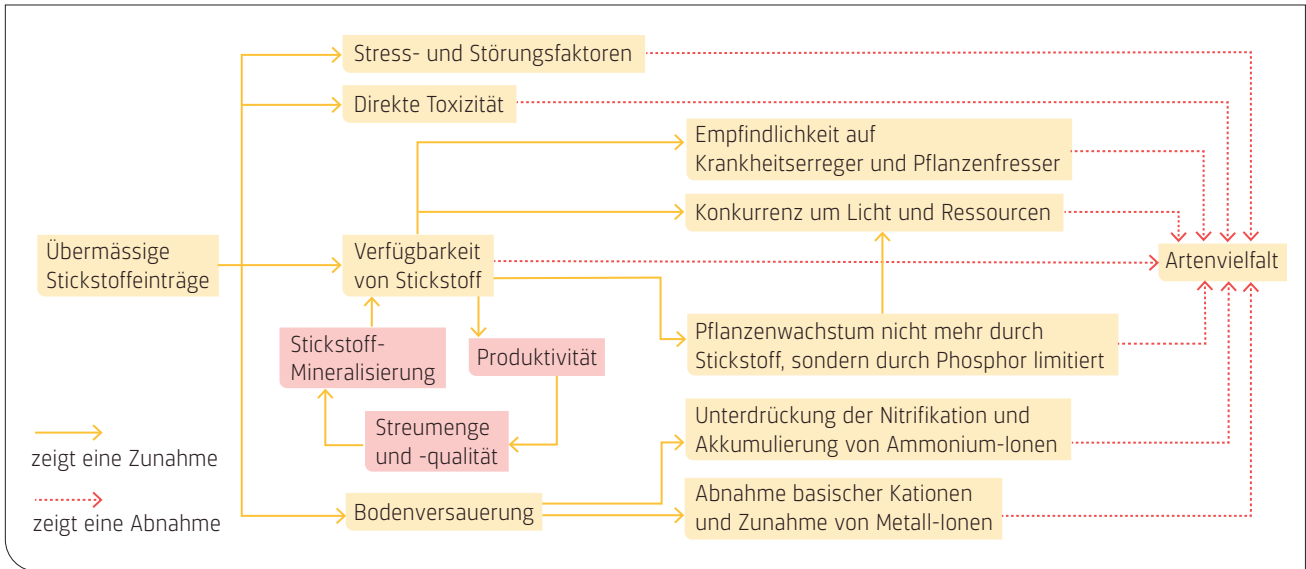 Stress- und Störungsfaktoren
Direkte Toxizität
Empfindlichkeit auf
Krankheitserreger und Pflanzenfresser
Konkurrenz um Licht und Ressourcen
Übermässige
Stickstoffeinträge
Verfügbarkeit
von Stickstoff
Artenvielfalt
Stickstoff-
Mineralisierung
Produktivität
Pflanzenwachstum nicht mehr durch
Stickstoff, sondern durch Phosphor limitiert
Streumenge
und -qualität
Unterdrückung der Nitrifikation und
Akkumulierung von Ammonium-Ionen
Bodenversauerung
Abnahme basischer Kationen
und Zunahme von Metall-Ionen
zeigt eine Zunahme
zeigt eine Abnahme